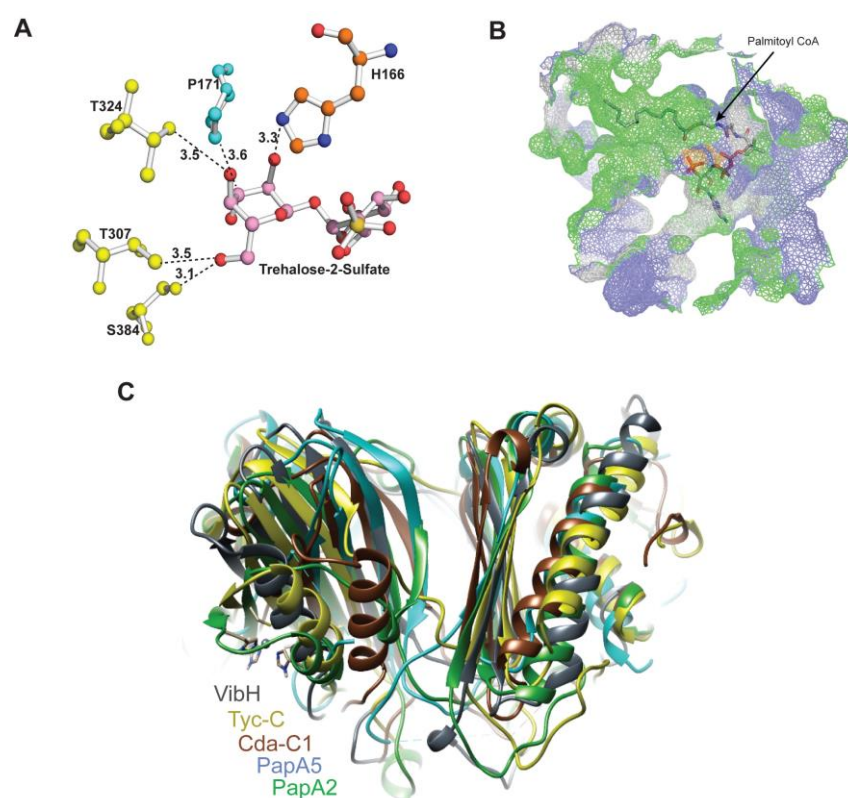 A
P171
H166
T324
3.3
3.5
3.6
T307
3.5
3.1
Trehalose-2-Sulfate
S384
B
Palmitoyl CoA
C
VibH
Tyc-C
Cda-C1
PapA5
PapA2